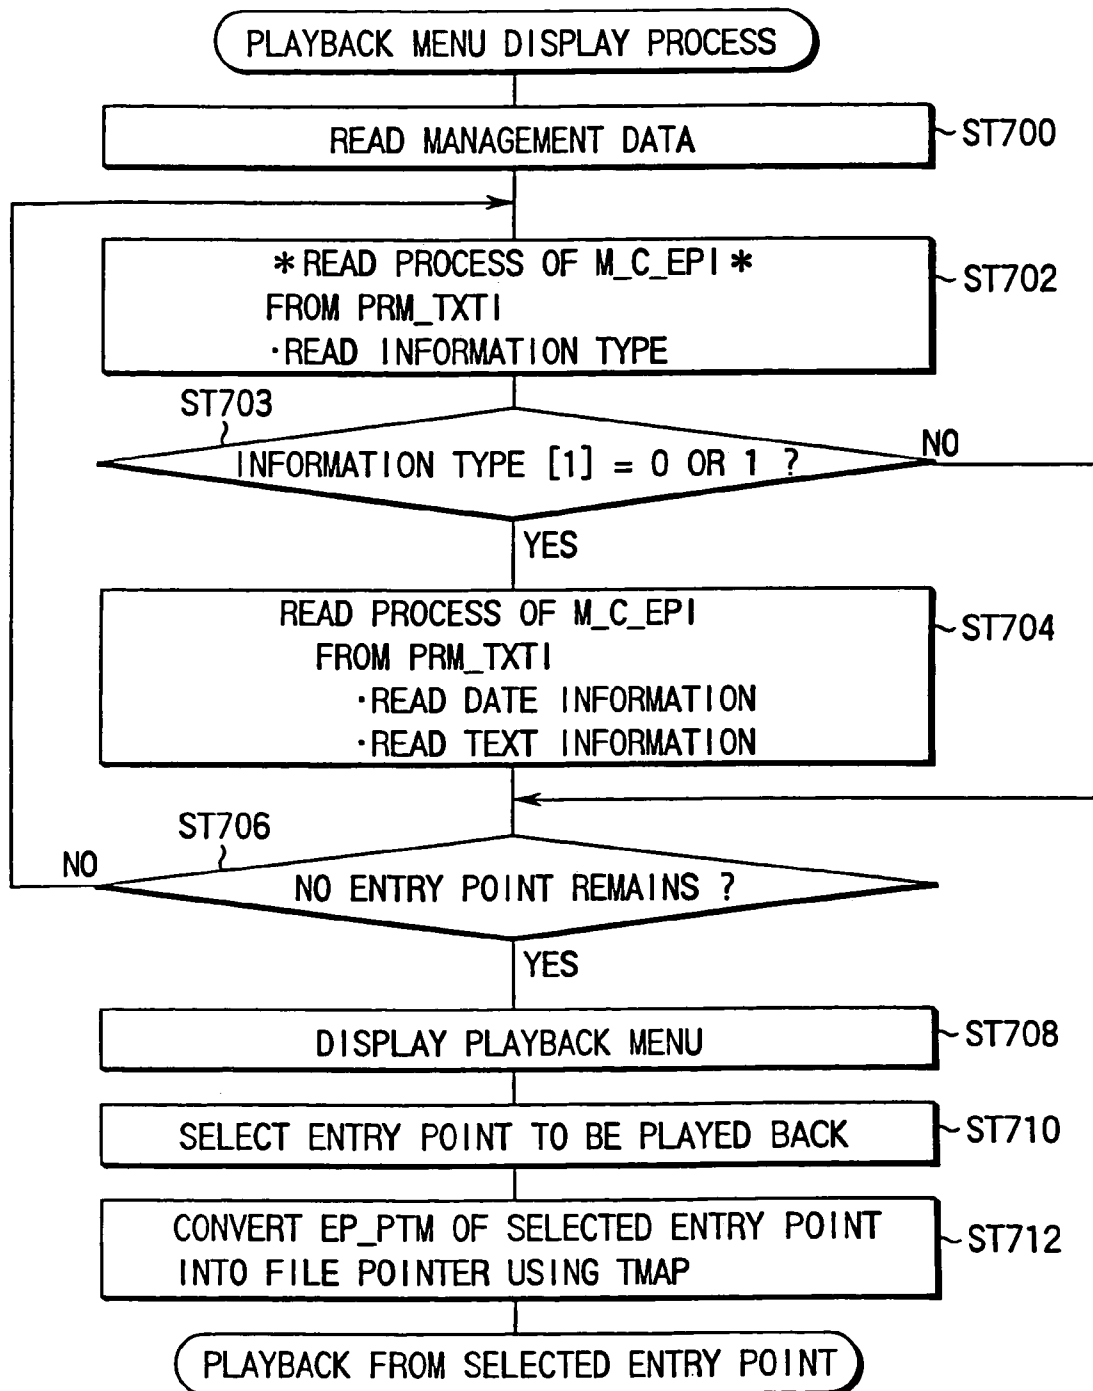 PLAYBACK MENU DISPLAY PROCESS
READ MANAGEMENT DATA
ST700
*READ PROCESS OF M_C_EPI*
FROM PRM_TXTI
·READ INFORMATION TYPE
ST702
ST703
INFORMATION TYPE [1] = 0 OR 1 ?
NO
YES
READ PROCESS OF M_C_EPI
FROM PRM_TXTI
·READ DATE INFORMATION
·READ TEXT INFORMATION
ST704
ST706
NO
NO ENTRY POINT REMAINS ?
YES
DISPLAY PLAYBACK MENU
ST708
SELECT ENTRY POINT TO BE PLAYED BACK
ST710
CONVERT EP_PTM OF SELECTED ENTRY POINT
INTO FILE POINTER USING TMAP
ST712
PLAYBACK FROM SELECTED ENTRY POINT